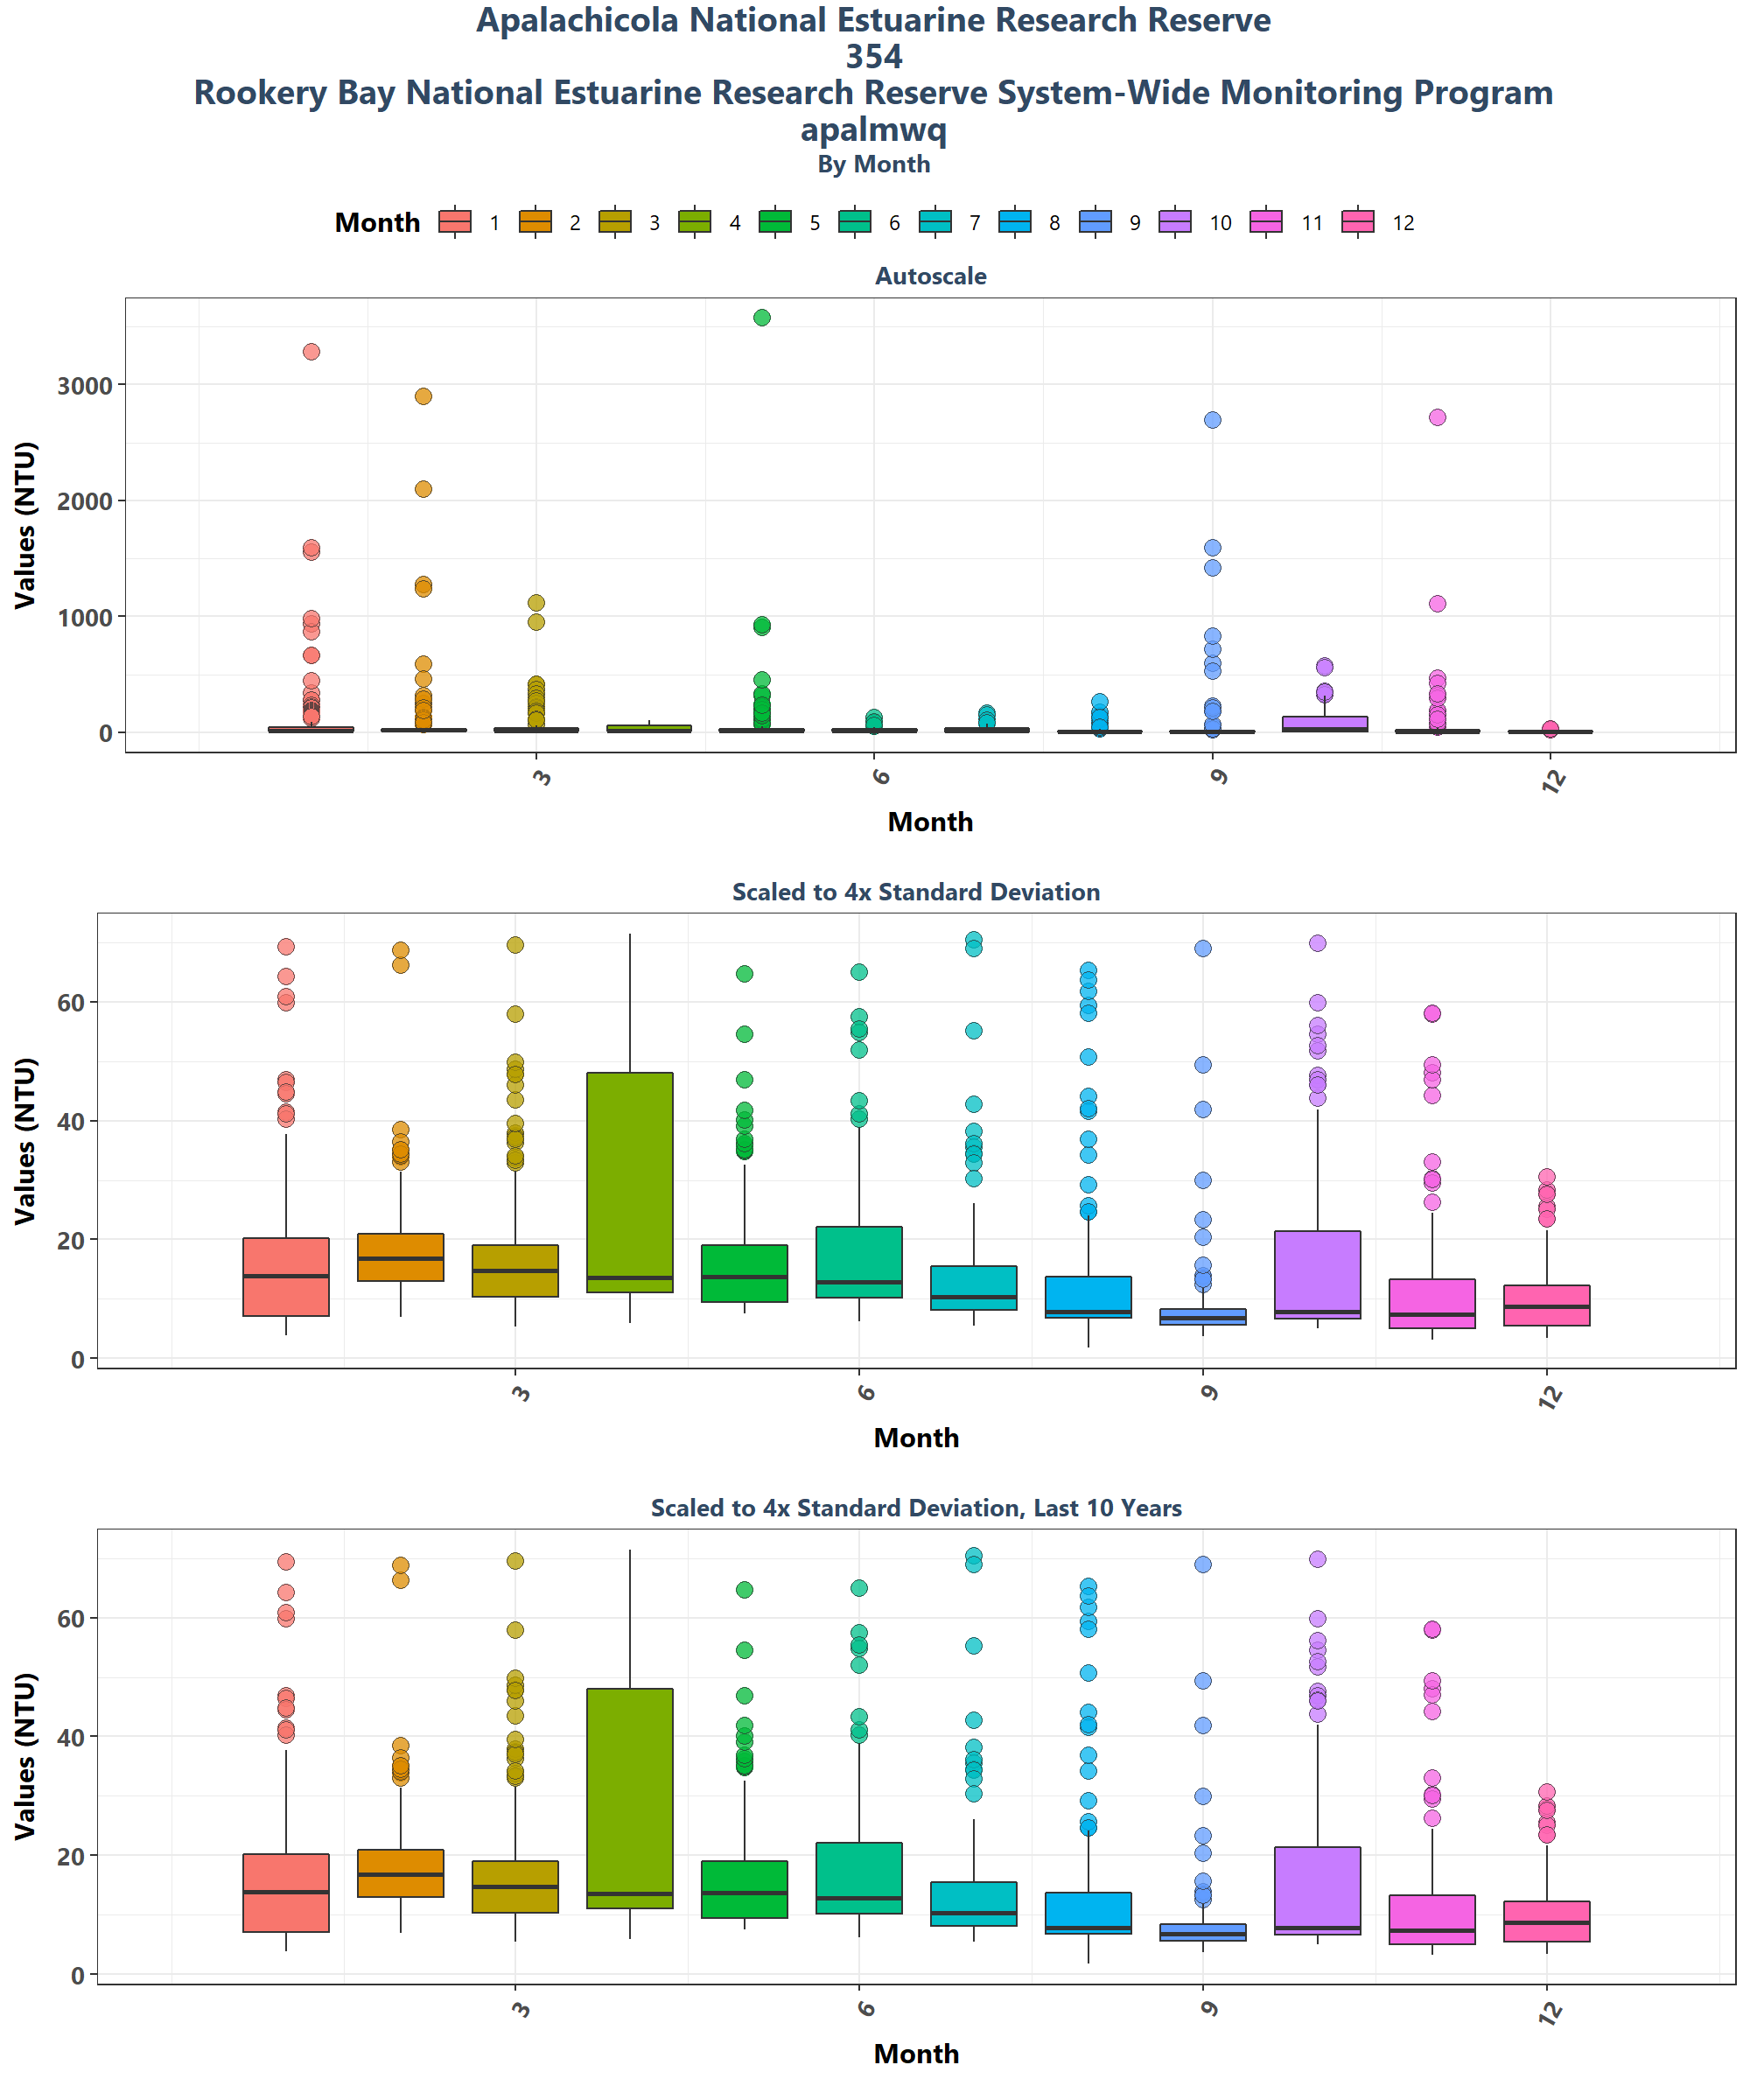 Apalachicola National Estuarine Research Reserve
354
Rookery Bay National Estuarine Research Reserve System-Wide Monitoring Program
apalmwq
By Month
Month 1 2 3 4 5 6 7 8 9 10 11 12
Autoscale
Values (NTU)
3000
2000
1000
0
3 6 9 12
Month
Scaled to 4x Standard Deviation
Values (NTU)
60
40
20
0
3 6 9 12
Month
Scaled to 4x Standard Deviation, Last 10 Years
Values (NTU)
60
40
20
0
3 6 9 12
Month